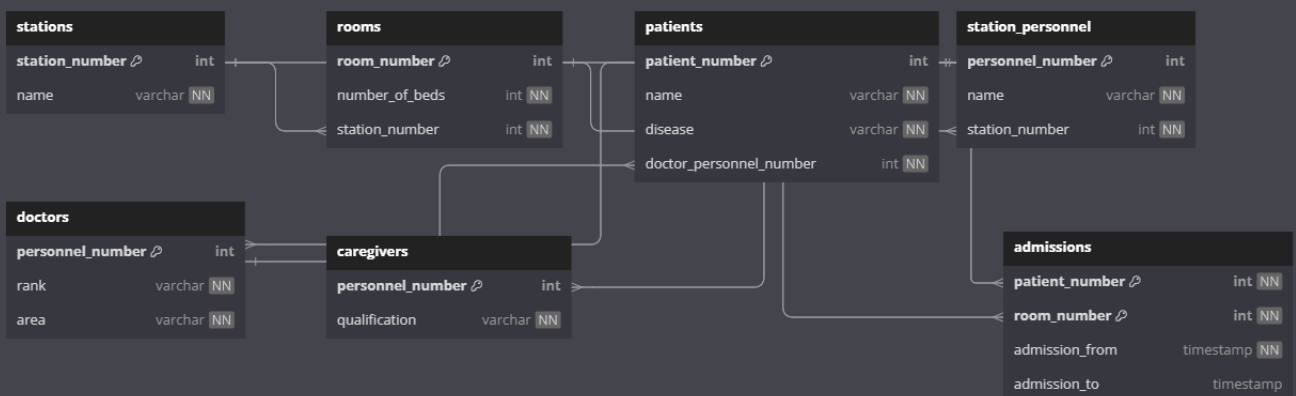 stations
station_number int
name varchar NN
rooms
room_number int
number_of_beds int NN
station_number int NN
patients
patient_number int
name varchar NN
disease varchar NN
doctor_personnel_number int NN
station_personnel
personnel_number int
name varchar NN
station_number int NN
doctors
personnel_number int
rank varchar NN
area varchar NN
caregivers
personnel_number int
qualification varchar NN
admissions
patient_number int NN
room_number int NN
admission_from timestamp NN
admission_to timestamp